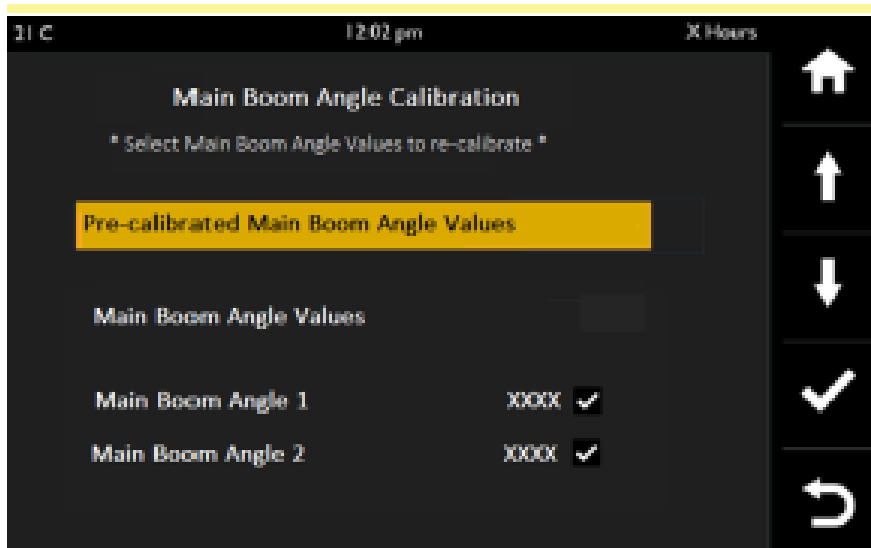 21 C 12:02 pm X Hours
Main Boom Angle Calibration
* Select Main Boom Angle Values to re-calibrate *
Pre-calibrated Main Boom Angle Values
Main Boom Angle Values
Main Boom Angle 1 XXXX
Main Boom Angle 2 XXXX